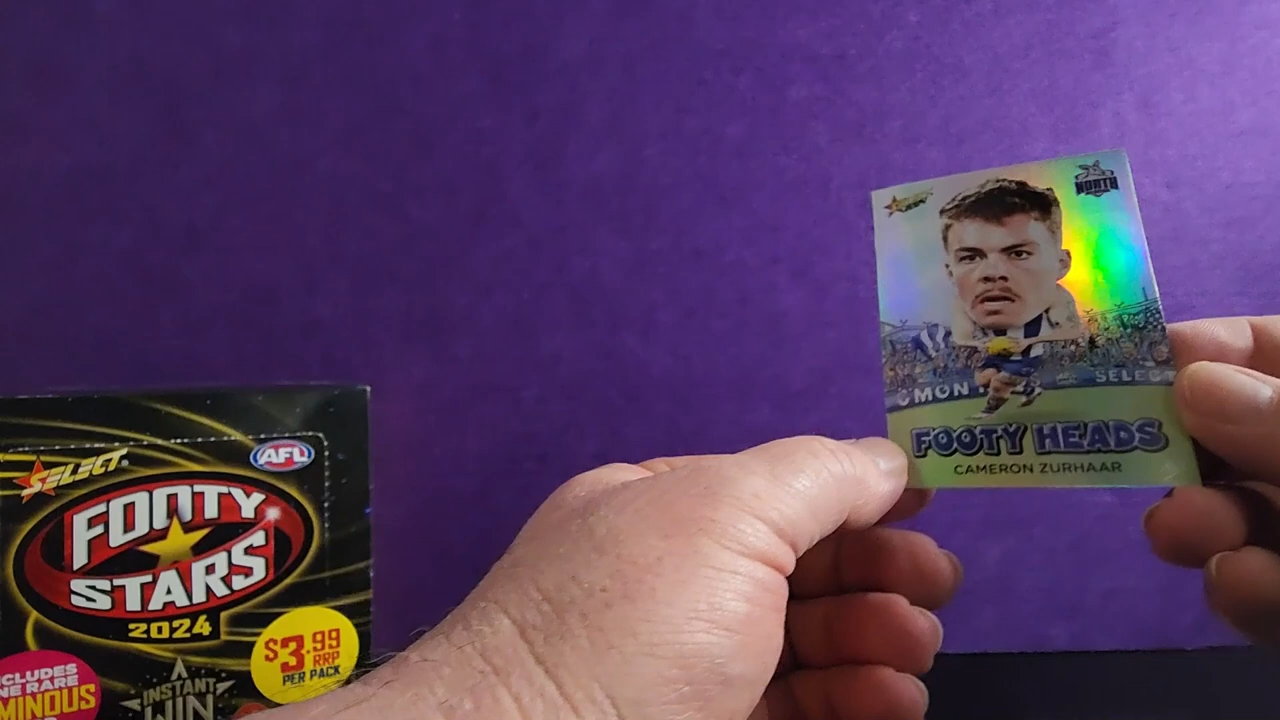 SELECT
AFL
FOOTY
STARS
2024
$3.99
RRP
PER PACK
INSTANT
WIN
NORTH
SELECT
FOOTY HEADS
CAMERON ZURHAAR